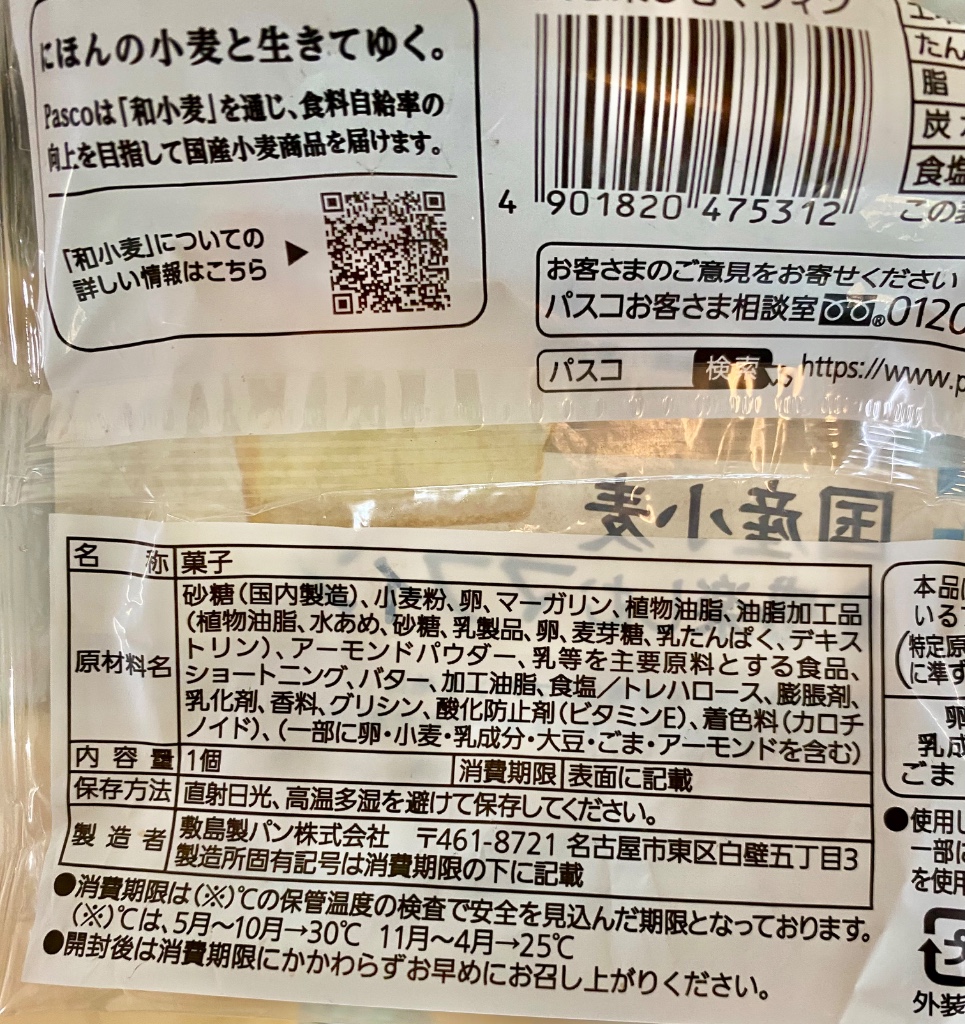 にほんの小麦と生きてゆく。
Pascoは「和小麦」を通じ、食料自給率の
向上を目指して国産小麦商品を届けます。
「和小麦」についての
詳しい情報はこちら
4 901820 475312
たん
脂
炭
食塩
この
お客さまのご意見をお寄せください
パスコお客さま相談室 ®0120
パスコ 検索 https://www.p
国産小麦
名称 菓子
原材料名 砂糖(国内製造)、小麦粉、卵、マーガリン、植物油脂、油脂加工品
(植物油脂、水あめ、砂糖、乳製品、卵、麦芽糖、乳たんぱく、デキス
トリン)、アーモンドパウダー、乳等を主要原料とする食品、
ショートニング、バター、加工油脂、食塩/トレハロース、膨脹剤、
乳化剤、香料、グリシン、酸化防止剤(ビタミンE)、着色料(カロチ
ノイド)、(一部に卵・小麦・乳成分・大豆・ごま・アーモンドを含む)
内容量 1個 消費期限 表面に記載
保存方法 直射日光、高温多湿を避けて保存してください。
製造者 敷島製パン株式会社 〒461-8721 名古屋市東区白壁五丁目3
製造所固有記号は消費期限の下に記載
●消費期限は(※)℃の保管温度の検査で安全を見込んだ期限となっております。
(※)℃は、5月〜10月→30℃ 11月〜4月→25℃
●開封後は消費期限にかかわらずお早めにお召し上がりください。
本品
いる
(特定原
に準ず
卵
乳成
ごま
●使用し
一部に
を使用
外装